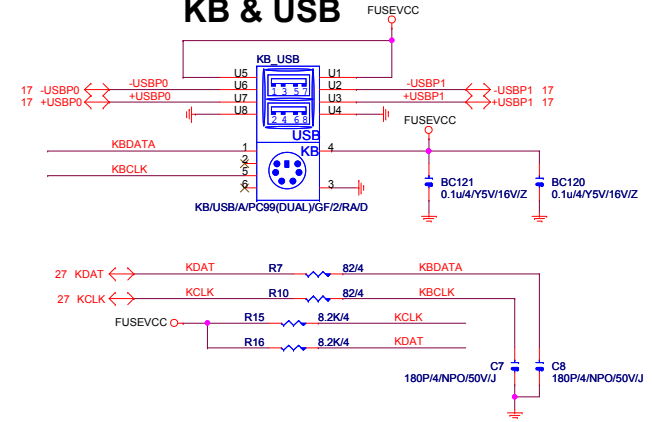 KB & USB
FUSEVCC
KB_USB
U5 U1
17 -USBP0 -USBP0 U6 U2 -USBP1 -USBP1 17
17 +USBP0 +USBP0 U7 1 3 5 7 U3 +USBP1 +USBP1 17
U8 2 4 6 8 U4
FUSEVCC
USB
KBDATA 1 KB 4
2
KBCLK 5
6 3
BC121 BC120
0.1u/4/Y5V/16V/Z 0.1u/4/Y5V/16V/Z
KB/USB/A/PC99(DUAL)/GF/2/RA/D
27 KDAT KDAT R7 82/4 KBDATA
27 KCLK KCLK R10 82/4 KBCLK
FUSEVCC R15 8.2K/4 KCLK
R16 8.2K/4 KDAT
C7 C8
180P/4/NPO/50V/J 180P/4/NPO/50V/J